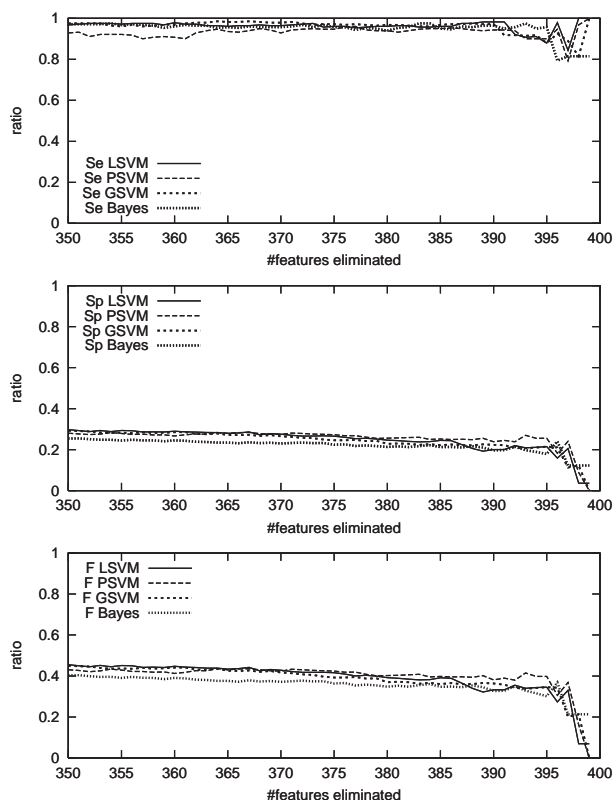 1
0.8
0.6
0.4
0.2
0
ratio
Se LSVM
Se PSVM
Se GSVM
Se Bayes
350 355 360 365 370 375 380 385 390 395 400
#features eliminated
1
0.8
0.6
0.4
0.2
0
ratio
Sp LSVM
Sp PSVM
Sp GSVM
Sp Bayes
350 355 360 365 370 375 380 385 390 395 400
#features eliminated
1
0.8
0.6
0.4
0.2
0
ratio
F LSVM
F PSVM
F GSVM
F Bayes
350 355 360 365 370 375 380 385 390 395 400
#features eliminated